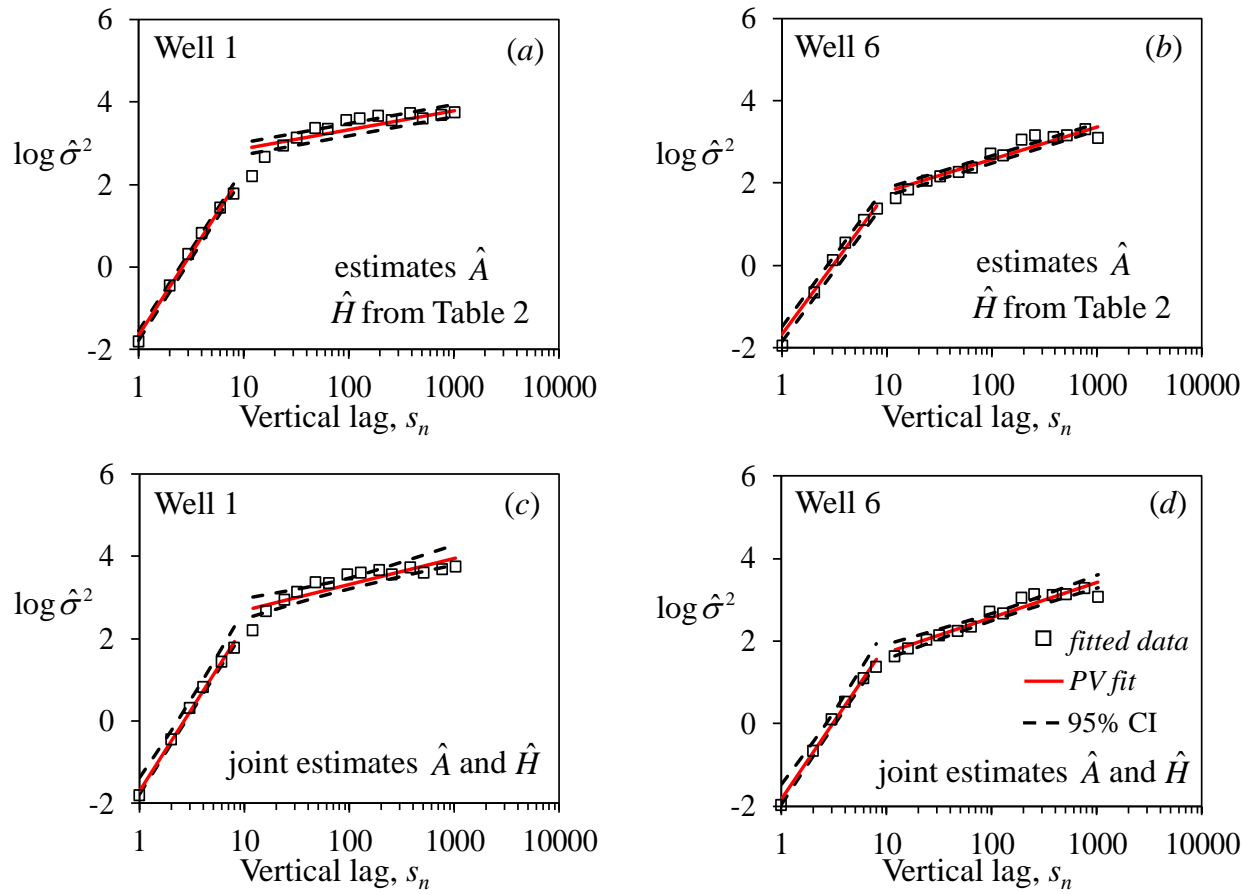 6
4
2
0
-2
log σ̂²
Well 1
(a)
estimates Â
Ĥ from Table 2
1 10 100 1000 10000
Vertical lag, sₙ
6
4
2
0
-2
log σ̂²
Well 6
(b)
estimates Â
Ĥ from Table 2
1 10 100 1000 10000
Vertical lag, sₙ
6
4
2
0
-2
log σ̂²
Well 1
(c)
joint estimates Â and Ĥ
1 10 100 1000 10000
Vertical lag, sₙ
6
4
2
0
-2
log σ̂²
Well 6
(d)
fitted data
PV fit
95% CI
joint estimates Â and Ĥ
1 10 100 1000 10000
Vertical lag, sₙ